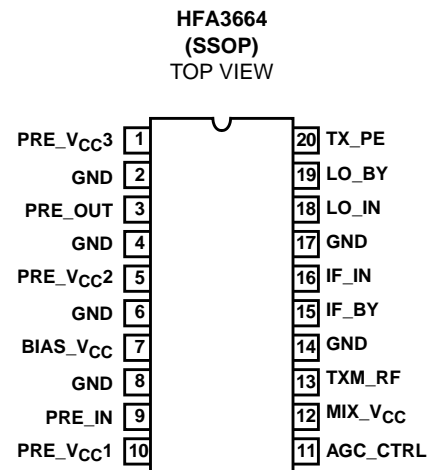 HFA3664
(SSOP)
TOP VIEW
PRE_VCC3 1 20 TX_PE
GND 2 19 LO_BY
PRE_OUT 3 18 LO_IN
GND 4 17 GND
PRE_VCC2 5 16 IF_IN
GND 6 15 IF_BY
BIAS_VCC 7 14 GND
GND 8 13 TXM_RF
PRE_IN 9 12 MIX_VCC
PRE_VCC1 10 11 AGC_CTRL